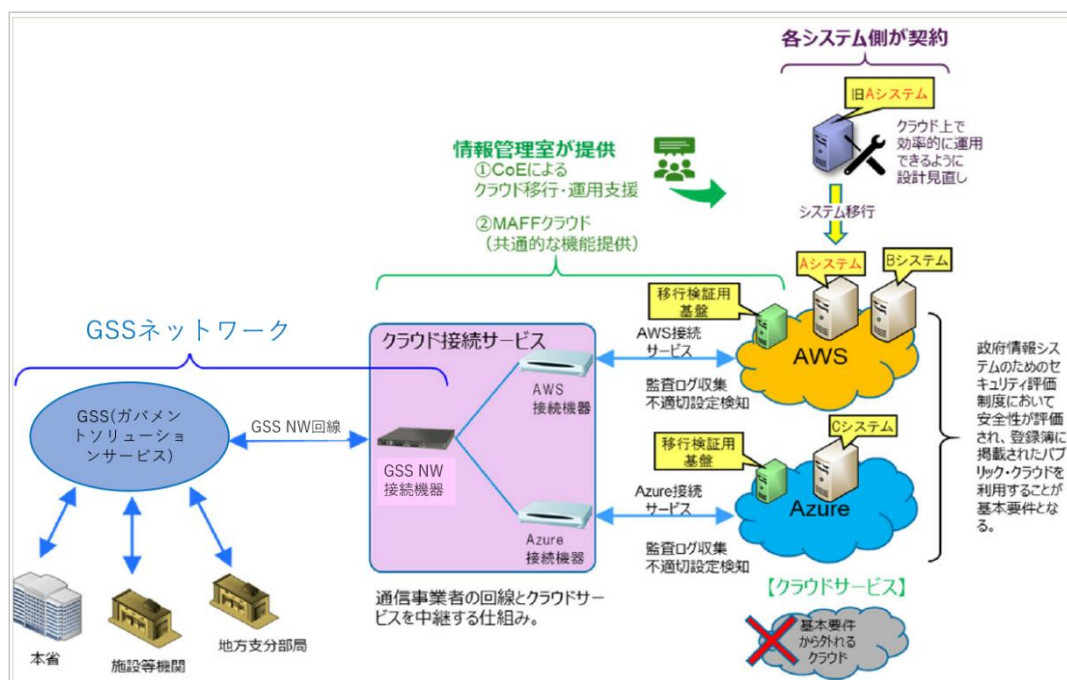 各システム側が契約
旧Aシステム
クラウド上で
効率的に運用
できるように
設計見直し
情報管理室が提供
①CoEによる
クラウド移行・運用支援
②MAFFクラウド
（共通的な機能提供）
システム移行
Aシステム
Bシステム
移行検証用
基盤
AWS接続
サービス
AWS
監査ログ収集
不適切設定検知
GSSネットワーク
クラウド接続サービス
AWS
接続機器
GSS(ガバメン
トソリューショ
ンサービス)
GSS NW回線
GSS NW
接続機器
Azure
接続機器
移行検証用
基盤
Cシステム
Azure接続
サービス
Azure
監査ログ収集
不適切設定検知
政府情報シス
テムのためのセ
キュリティ評価
制度において
安全性が評価
され、登録簿に
掲載されたパブ
リック・クラウドを
利用することが
基本要件とな
る。
通信事業者の回線とクラウドサー
ビスを中継する仕組み。
【クラウドサービス】
基本要件
から外れる
クラウド
本省
施設等機関
地方支分部局